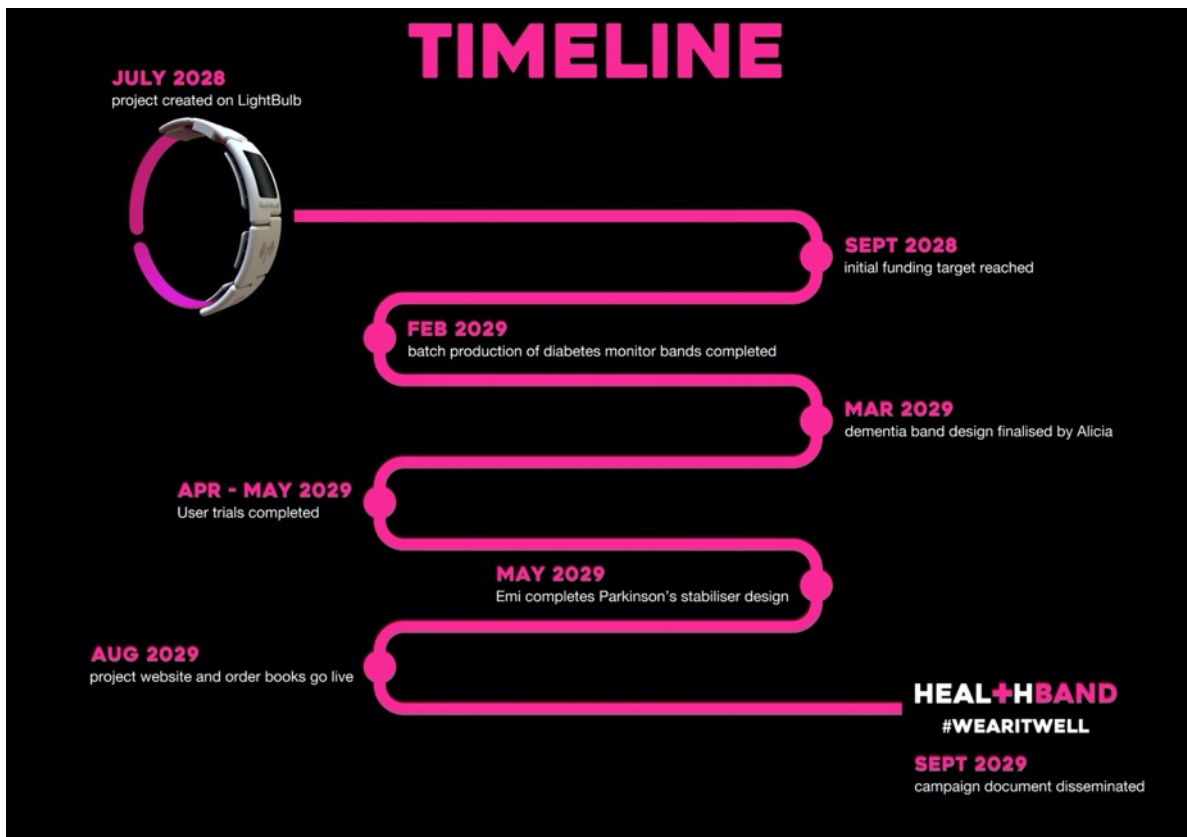 TIMELINE
JULY 2028
project created on LightBulb
SEPT 2028
initial funding target reached
FEB 2029
batch production of diabetes monitor bands completed
MAR 2029
dementia band design finalised by Alicia
APR - MAY 2029
User trials completed
MAY 2029
Emi completes Parkinson's stabiliser design
AUG 2029
project website and order books go live
HEALTHBAND
#WEARITWELL
SEPT 2029
campaign document disseminated